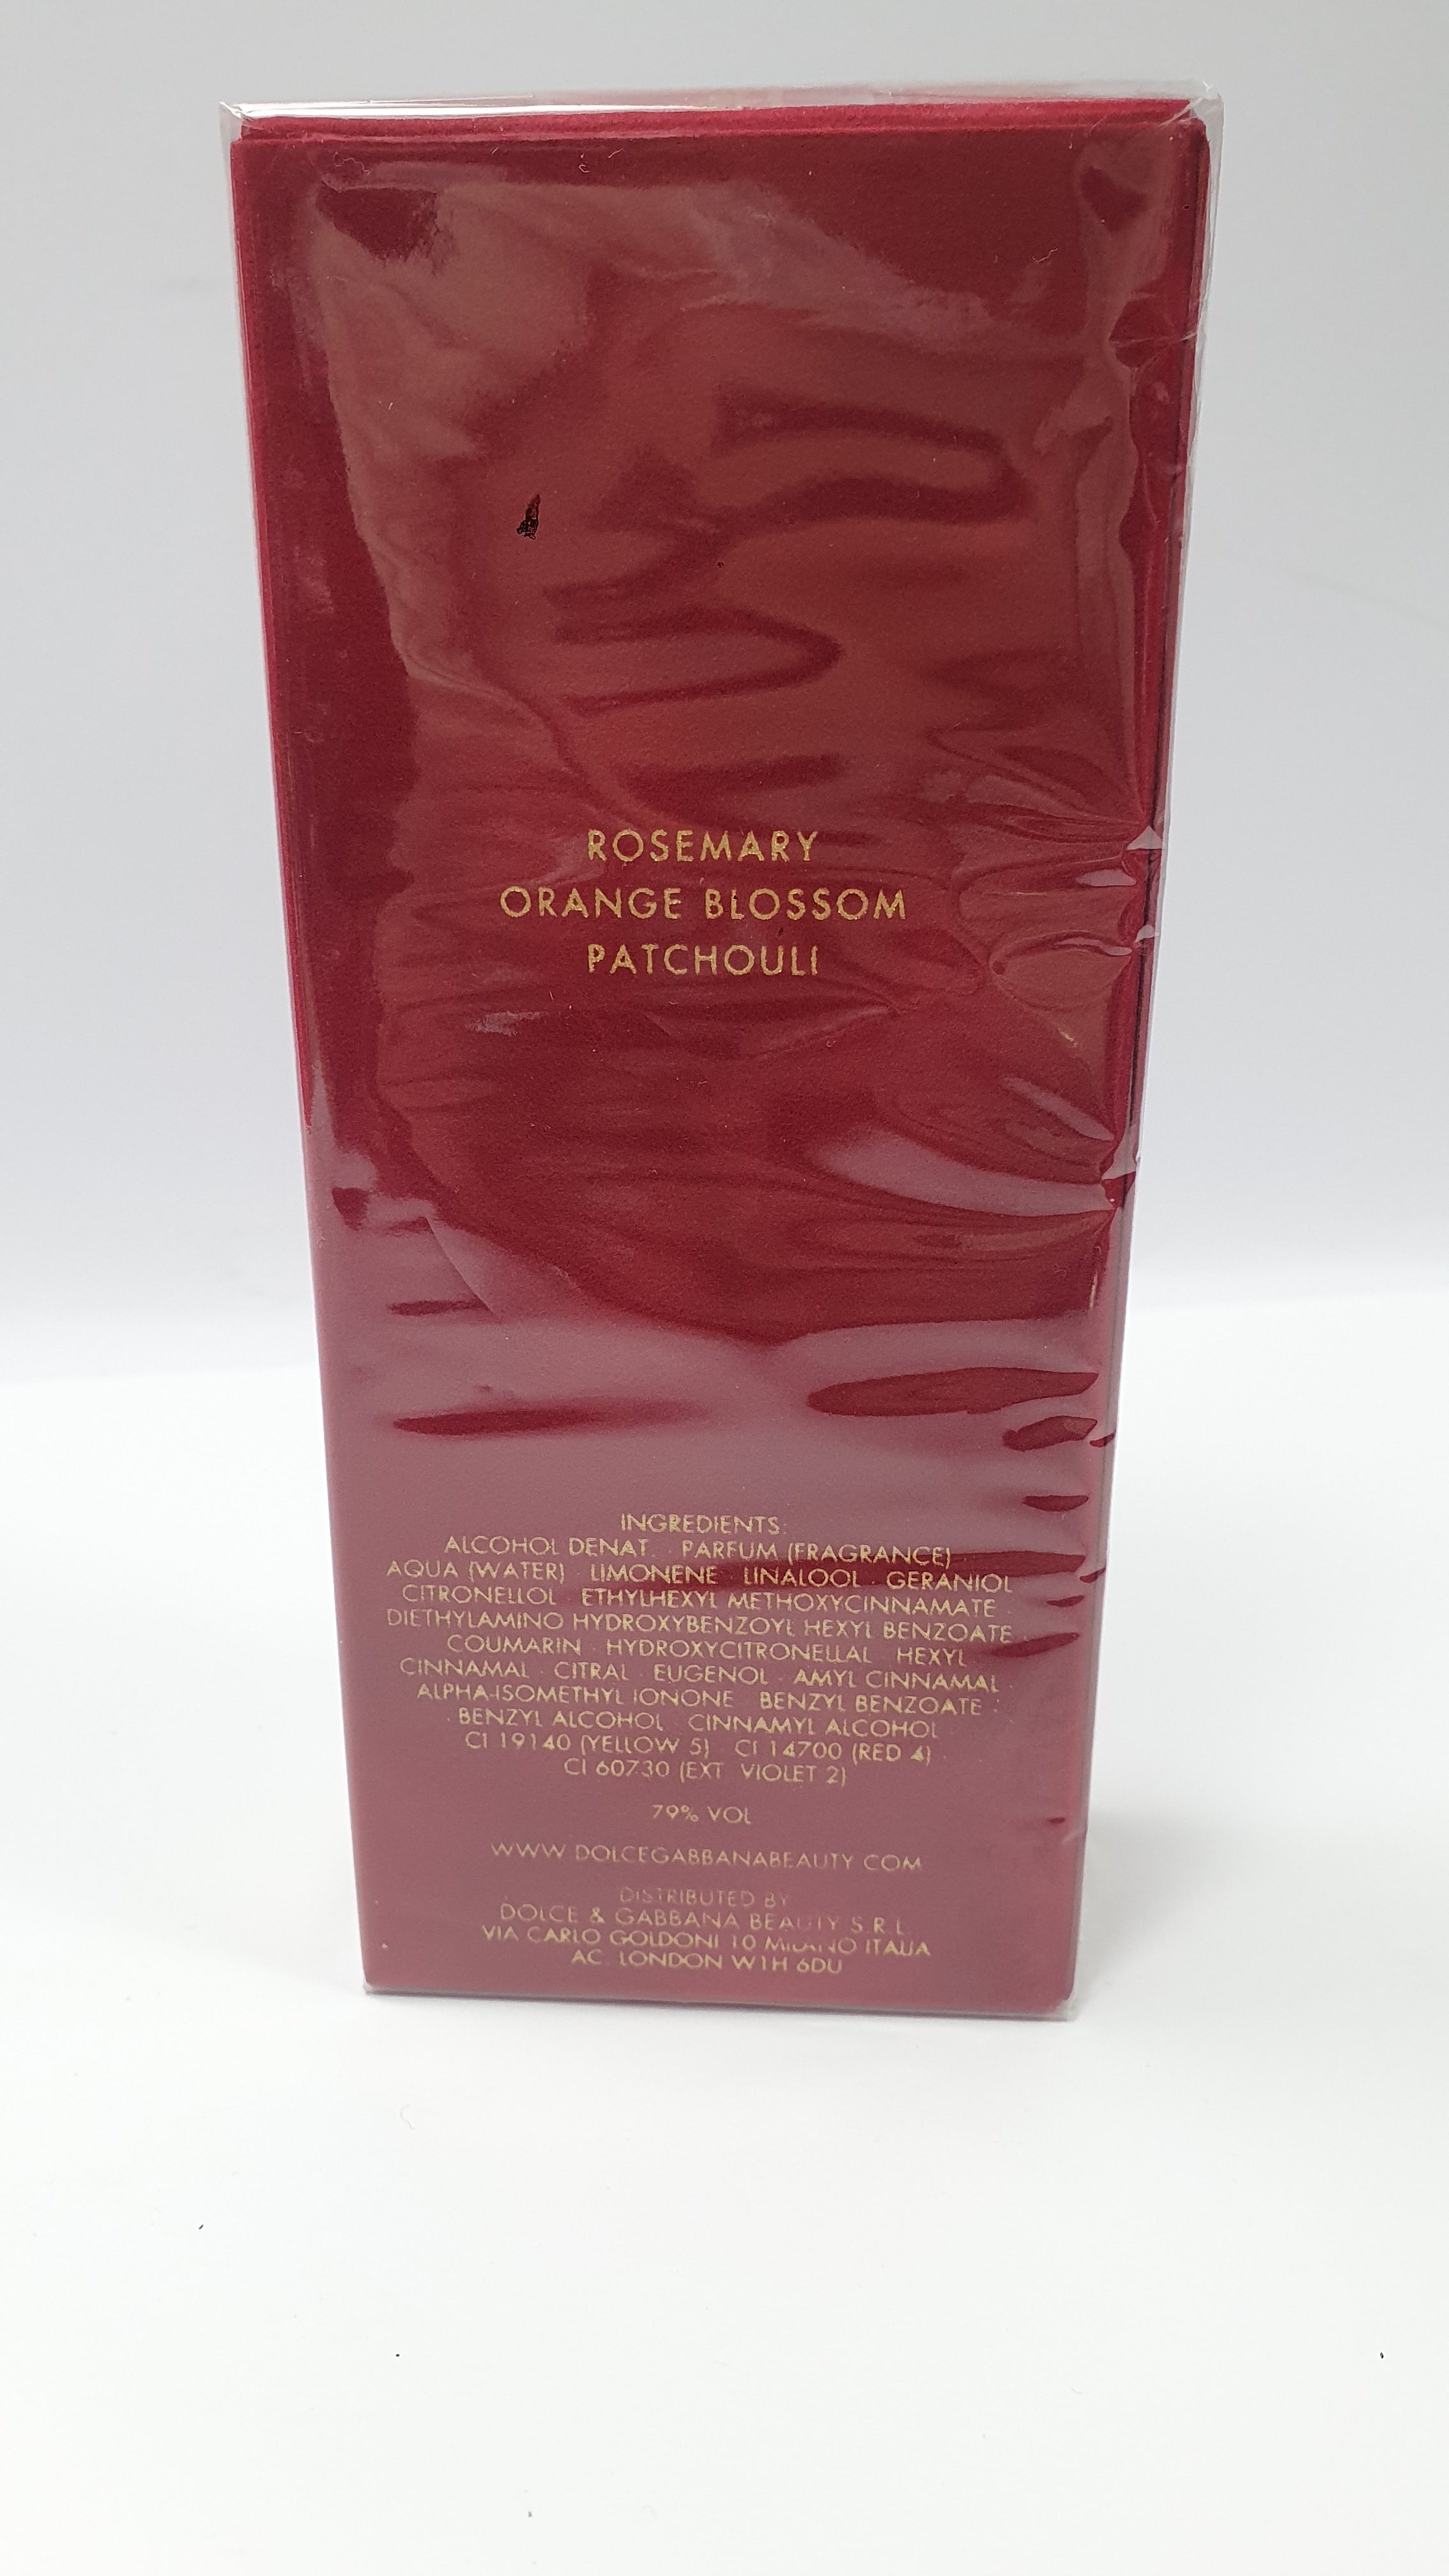 ROSEMARY
ORANGE BLOSSOM
PATCHOULI
INGREDIENTS:
ALCOHOL DENAT. · PARFUM (FRAGRANCE)
AQUA (WATER) · LIMONENE · LINALOOL · GERANIOL
CITRONELLOL · ETHYLHEXYL METHOXYCINNAMATE ·
DIETHYLAMINO HYDROXYBENZOYL HEXYL BENZOATE ·
COUMARIN · HYDROXYCITRONELLAL · HEXYL
CINNAMAL · CITRAL · EUGENOL · AMYL CINNAMAL ·
ALPHA-ISOMETHYL IONONE · BENZYL BENZOATE ·
· BENZYL ALCOHOL · CINNAMYL ALCOHOL
CI 19140 (YELLOW 5) · CI 14700 (RED 4) ·
CI 60730 (EXT. VIOLET 2)
79% VOL
WWW.DOLCEGABBANABEAUTY.COM
DISTRIBUTED BY
DOLCE & GABBANA BEAUTY S.R.L.
VIA CARLO GOLDONI 10 MILANO ITALIA
AC. LONDON W1H 6DU